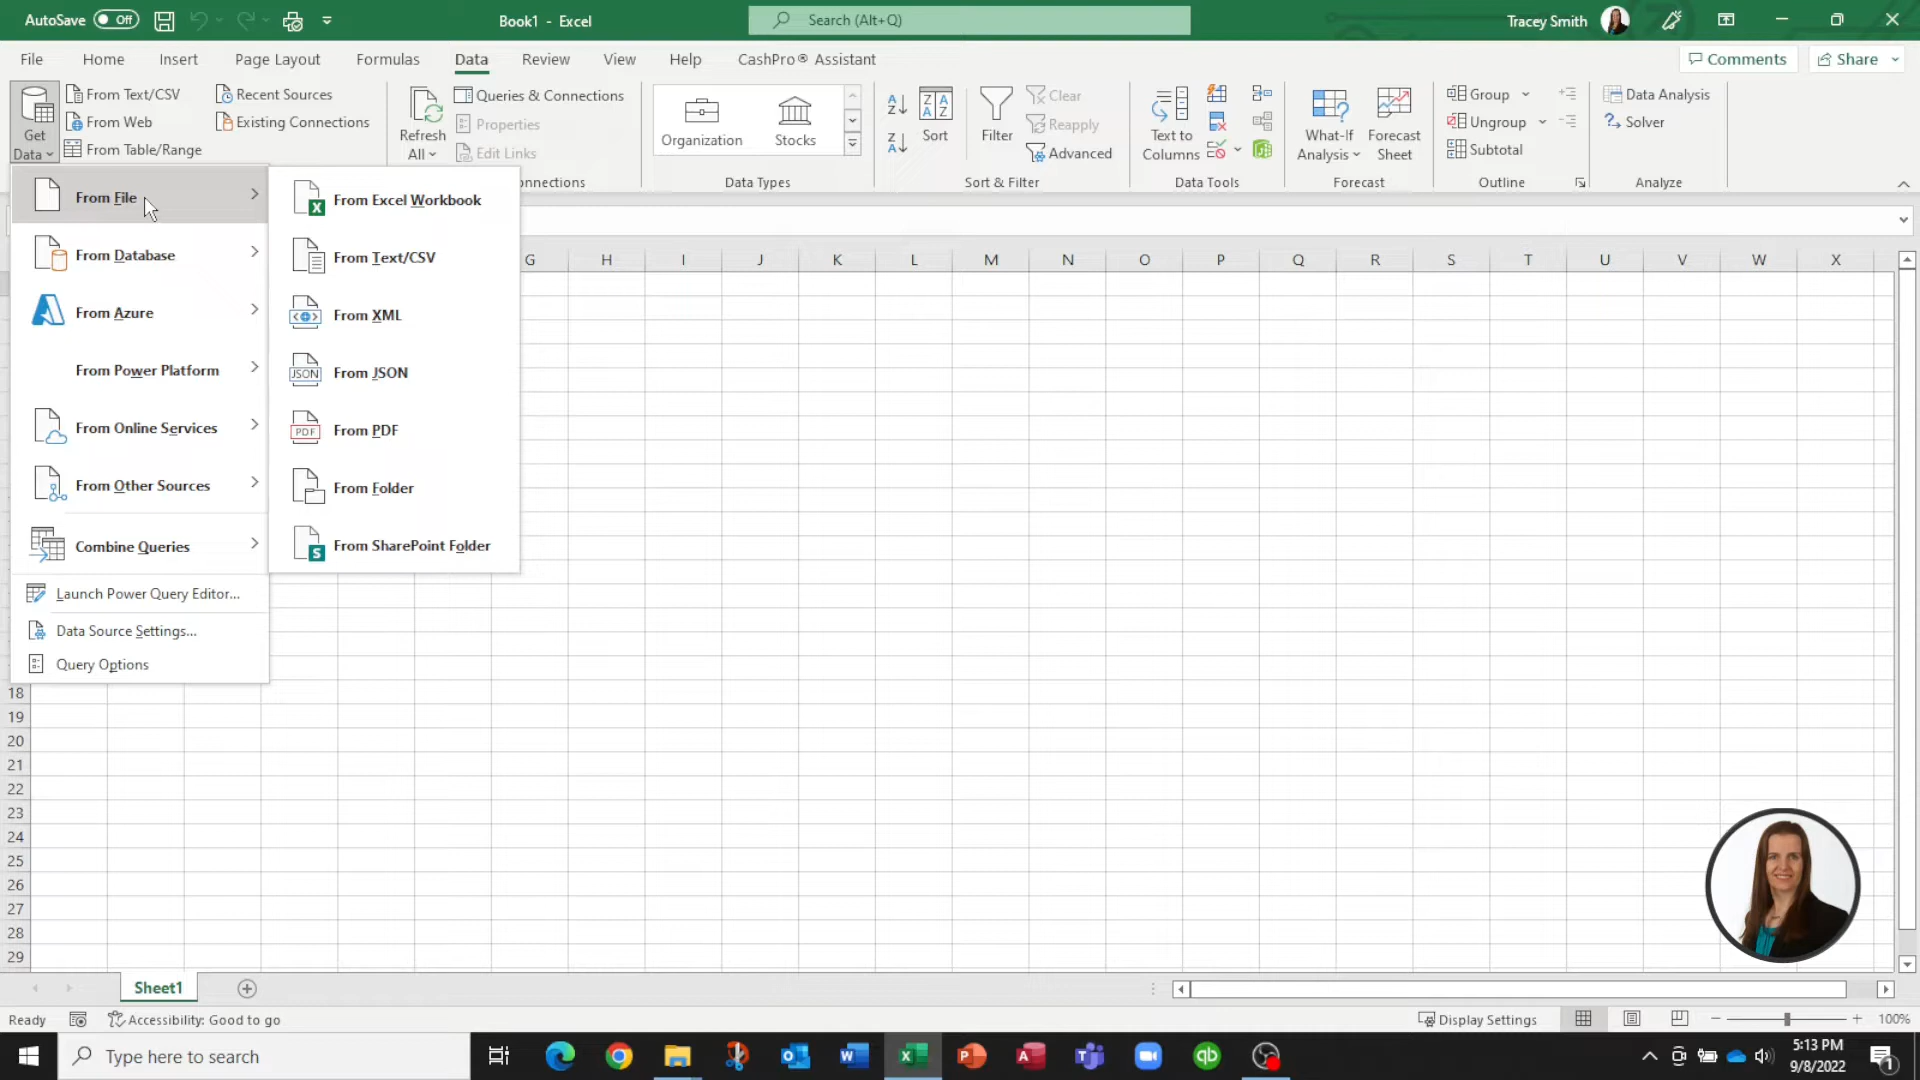 AutoSave Off
Book1 - Excel
Search (Alt+Q)
Tracey Smith
File Home Insert Page Layout Formulas Data Review View Help CashPro® Assistant
Comments Share
Get Data
From Text/CSV
From Web
From Table/Range
Recent Sources
Existing Connections
Refresh All
Queries & Connections
Properties
Edit Links
Organization
Stocks
Data Types
Sort
Filter
Clear
Reapply
Advanced
Sort & Filter
Text to Columns
Data Tools
What-If Analysis
Forecast Sheet
Forecast
Group
Ungroup
Subtotal
Outline
Data Analysis
Solver
Analyze
From File
From Database
From Azure
From Power Platform
From Online Services
From Other Sources
Combine Queries
Launch Power Query Editor...
Data Source Settings...
Query Options
From Excel Workbook
From Text/CSV
From XML
JSON From JSON
PDF From PDF
From Folder
From SharePoint Folder
G H I J K L M N O P Q R S T U V W X
18
19
20
21
22
23
24
25
26
27
28
29
Sheet1
Ready
Accessibility: Good to go
Display Settings
100%
Type here to search
5:13 PM
9/8/2022
1